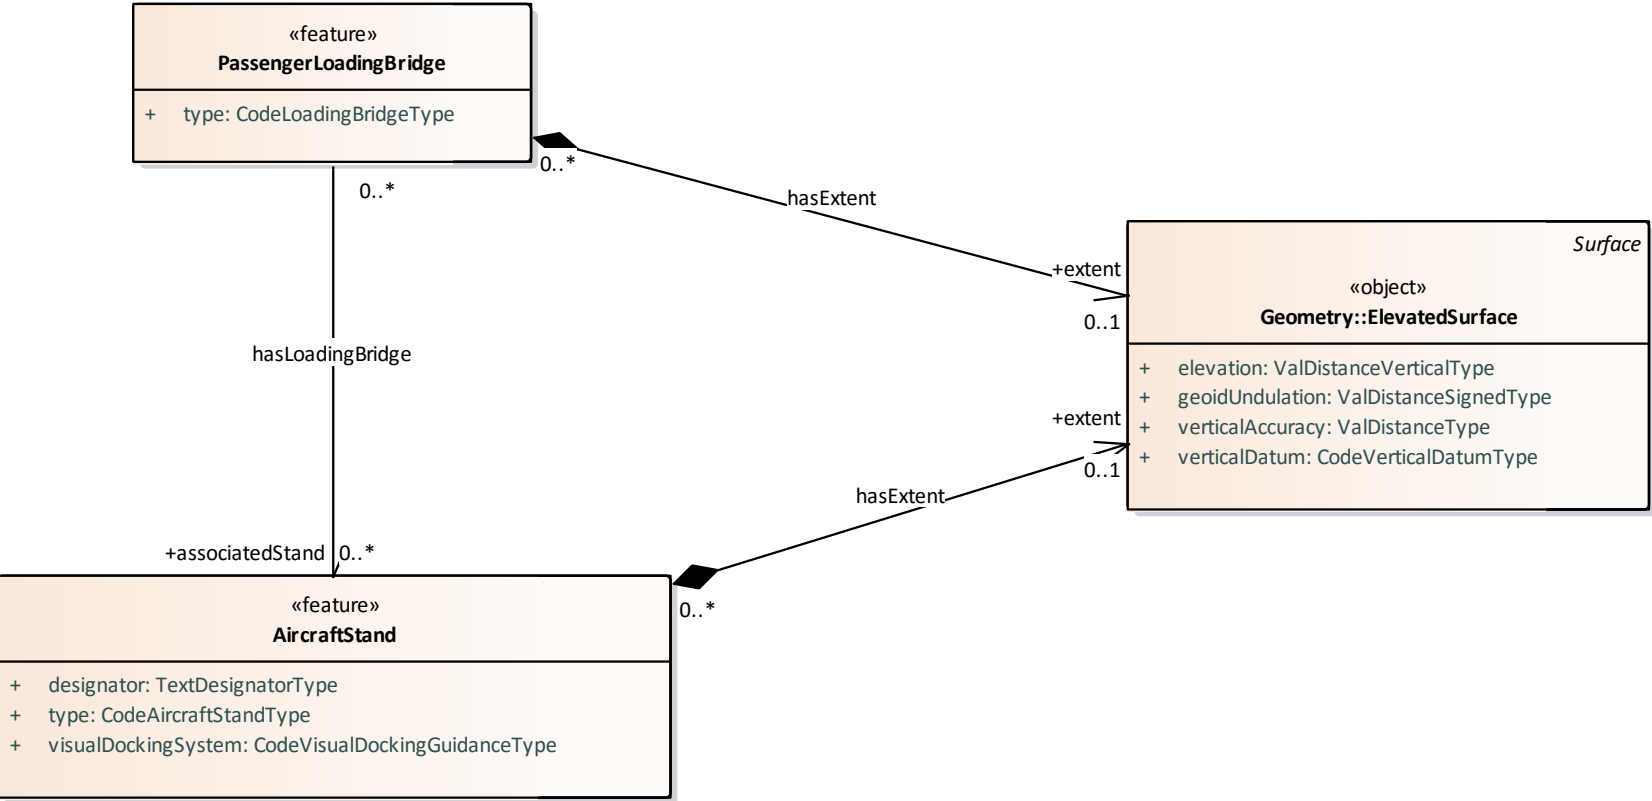 «feature»
PassengerLoadingBridge
+ type: CodeLoadingBridgeType
0..*
0..*
hasExtent
+extent
0..1
Surface
«object»
Geometry::ElevatedSurface
+ elevation: ValDistanceVerticalType
+ geoidUndulation: ValDistanceSignedType
+ verticalAccuracy: ValDistanceType
+ verticalDatum: CodeVerticalDatumType
hasLoadingBridge
+extent
0..1
hasExtent
+associatedStand 0..*
0..*
«feature»
AircraftStand
+ designator: TextDesignatorType
+ type: CodeAircraftStandType
+ visualDockingSystem: CodeVisualDockingGuidanceType